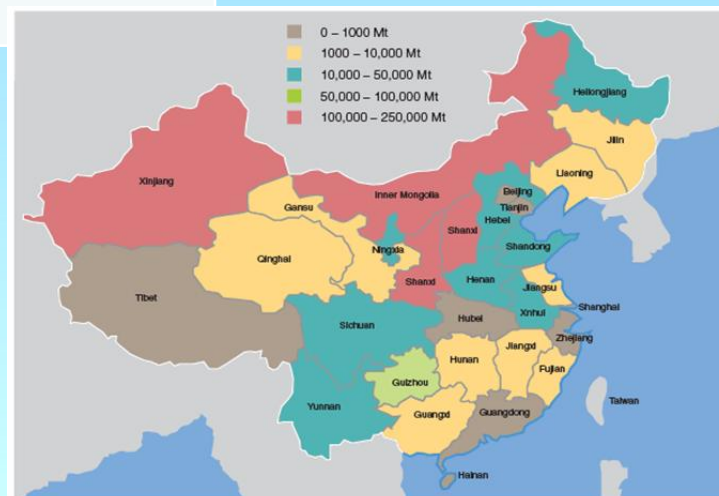 0 – 1000 Mt
1000 – 10,000 Mt
10,000 – 50,000 Mt
50,000 – 100,000 Mt
100,000 – 250,000 Mt
Heilongjiang
Jilin
Liaoning
Xinjiang
Inner Mongolia
Beijing
Tianjin
Gansu
Hebei
Shanxi
Ningxia
Shandong
Qinghai
Shanxi
Henan
Jiangsu
Tibet
Shanghai
Xnhui
Hubei
Sichuan
Zhejiang
Hunan
Jiangxi
Fujian
Guizhou
Yunnan
Guangxi
Guangdong
Taiwan
Hainan